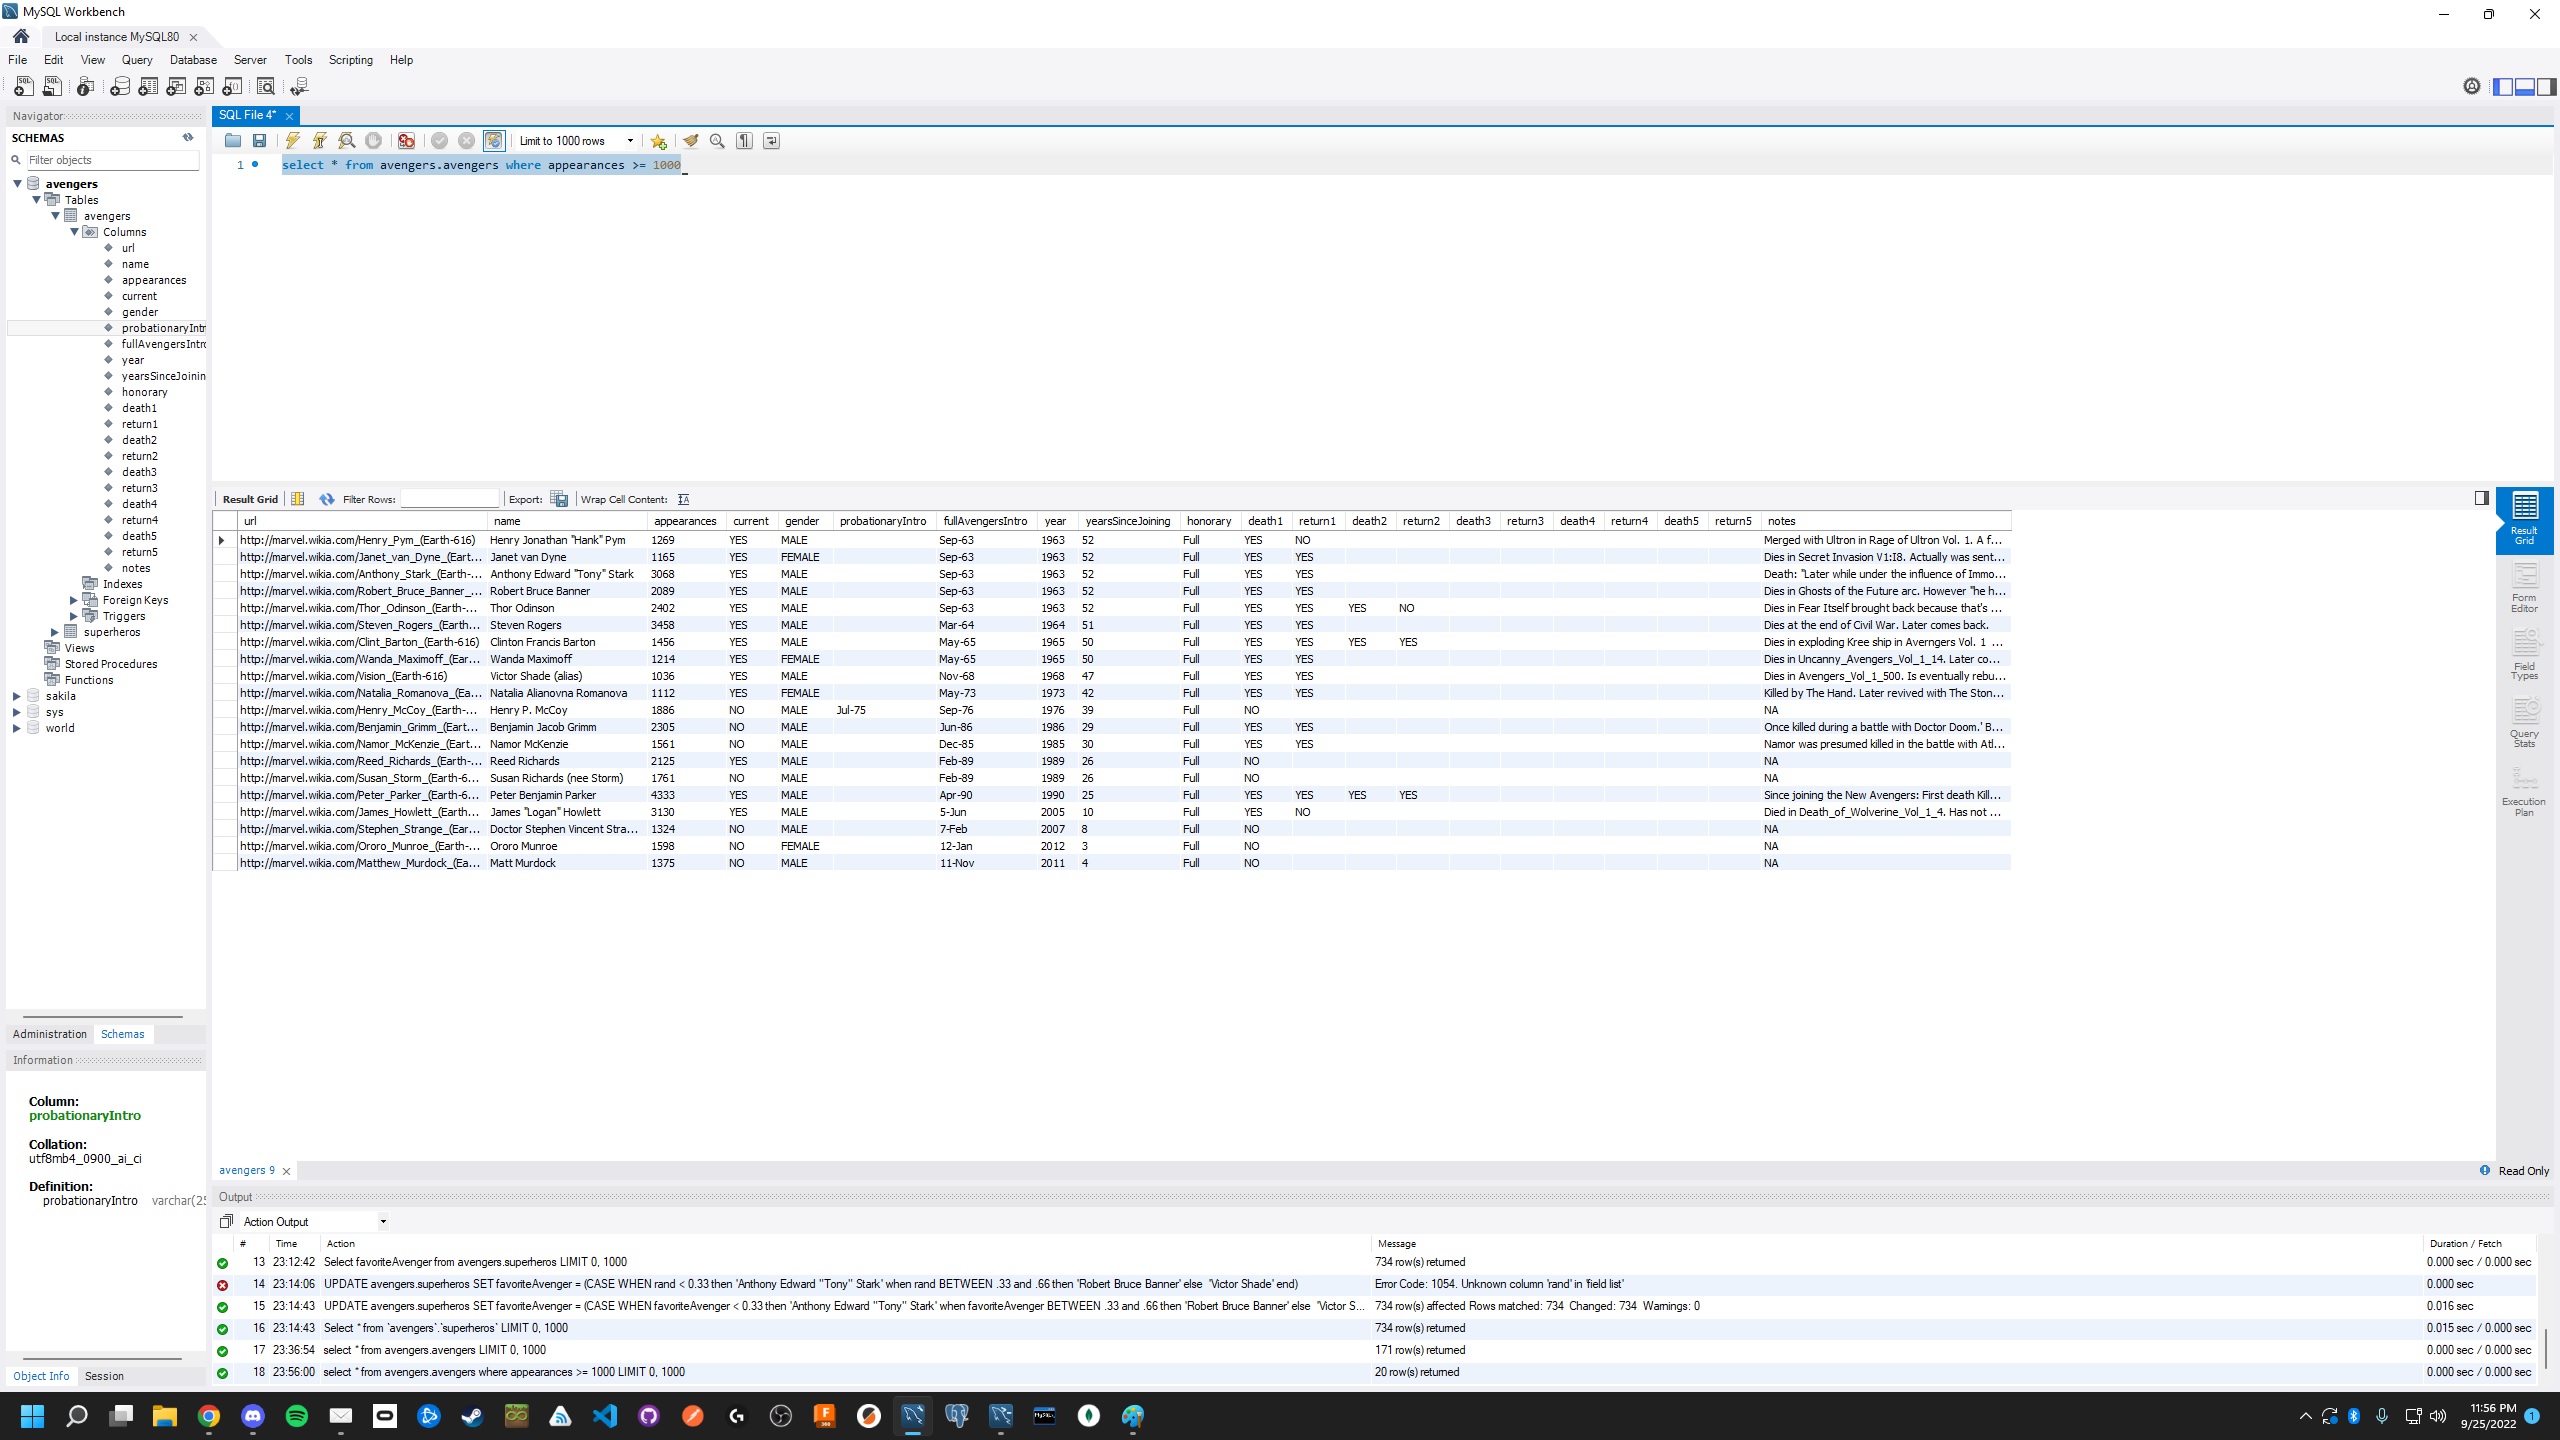 MySQL Workbench
Local instance MySQL80
File Edit View Query Database Server Tools Scripting Help
Navigator
SQL File 4*
SCHEMAS
Limit to 1000 rows
Filter objects
1 select * from avengers.avengers where appearances >= 1000
avengers
Tables
avengers
Columns
url
name
appearances
current
gender
probationaryIntr
fullAvengersIntro
year
yearsSinceJoinin
honorary
death1
return1
death2
return2
death3
return3
death4
return4
death5
return5
notes
Indexes
Foreign Keys
Triggers
superheros
Views
Stored Procedures
Functions
sakila
sys
world
Administration Schemas
Information
Column:
probationaryIntro
Collation:
utf8mb4_0900_ai_ci
Definition:
probationaryIntro varchar(25
Object Info Session
Result Grid Filter Rows: Export: Wrap Cell Content:
url name appearances current gender probationaryIntro fullAvengersIntro year yearsSinceJoining honorary death1 return1 death2 return2 death3 return3 death4 return4 death5 return5 notes
http://marvel.wikia.com/Henry_Pym_(Earth-616) Henry Jonathan "Hank" Pym 1269 YES MALE Sep-63 1963 52 Full YES NO Merged with Ultron in Rage of Ultron Vol. 1. A f...
http://marvel.wikia.com/Janet_van_Dyne_(Eart... Janet van Dyne 1165 YES FEMALE Sep-63 1963 52 Full YES YES Dies in Secret Invasion V1:I8. Actually was sent...
http://marvel.wikia.com/Anthony_Stark_(Earth-... Anthony Edward "Tony" Stark 3068 YES MALE Sep-63 1963 52 Full YES YES Death: "Later while under the influence of Immo...
http://marvel.wikia.com/Robert_Bruce_Banner_... Robert Bruce Banner 2089 YES MALE Sep-63 1963 52 Full YES YES Dies in Ghosts of the Future arc. However "he h...
http://marvel.wikia.com/Thor_Odinson_(Earth-... Thor Odinson 2402 YES MALE Sep-63 1963 52 Full YES YES YES NO Dies in Fear Itself brought back because that's ...
http://marvel.wikia.com/Steven_Rogers_(Earth... Steven Rogers 3458 YES MALE Mar-64 1964 51 Full YES YES Dies at the end of Civil War. Later comes back.
http://marvel.wikia.com/Clint_Barton_(Earth-616) Clinton Francis Barton 1456 YES MALE May-65 1965 50 Full YES YES YES YES Dies in exploding Kree ship in Averngers Vol. 1 ...
http://marvel.wikia.com/Wanda_Maximoff_(Ear... Wanda Maximoff 1214 YES FEMALE May-65 1965 50 Full YES YES Dies in Uncanny_Avengers_Vol_1_14. Later co...
http://marvel.wikia.com/Vision_(Earth-616) Victor Shade (alias) 1036 YES MALE Nov-68 1968 47 Full YES YES Dies in Avengers_Vol_1_500. Is eventually rebu...
http://marvel.wikia.com/Natalia_Romanova_(Ea... Natalia Alianovna Romanova 1112 YES FEMALE May-73 1973 42 Full YES YES Killed by The Hand. Later revived with The Ston...
http://marvel.wikia.com/Henry_McCoy_(Earth... Henry P. McCoy 1886 NO MALE Jul-75 Sep-76 1976 39 Full NO NA
http://marvel.wikia.com/Benjamin_Grimm_(Eart... Benjamin Jacob Grimm 2305 NO MALE Jun-86 1986 29 Full YES YES Once killed during a battle with Doctor Doom.' B...
http://marvel.wikia.com/Namor_McKenzie_(Eart... Namor McKenzie 1561 NO MALE Dec-85 1985 30 Full YES YES Namor was presumed killed in the battle with Atl...
http://marvel.wikia.com/Reed_Richards_(Earth-... Reed Richards 2125 YES MALE Feb-89 1989 26 Full NO NA
http://marvel.wikia.com/Susan_Storm_(Earth-6... Susan Richards (nee Storm) 1761 NO MALE Feb-89 1989 26 Full NO NA
http://marvel.wikia.com/Peter_Parker_(Earth-6... Peter Benjamin Parker 4333 YES MALE Apr-90 1990 25 Full YES YES YES YES Since joining the New Avengers: First death Kill...
http://marvel.wikia.com/James_Howlett_(Earth... James "Logan" Howlett 3130 YES MALE 5-Jun 2005 10 Full YES NO Died in Death_of_Wolverine_Vol_1_4. Has not ...
http://marvel.wikia.com/Stephen_Strange_(Ear... Doctor Stephen Vincent Stra... 1324 NO MALE 7-Feb 2007 8 Full NO NA
http://marvel.wikia.com/Ororo_Munroe_(Earth-... Ororo Munroe 1598 NO FEMALE 12-Jan 2012 3 Full NO NA
http://marvel.wikia.com/Matthew_Murdock_(Ea... Matt Murdock 1375 NO MALE 11-Nov 2011 4 Full NO NA
Result
Grid
Form
Editor
Field
Types
Query
Stats
Execution
Plan
avengers 9
Read Only
Output
Action Output
# Time Action Message Duration / Fetch
13 23:12:42 Select favoriteAvenger from avengers.superheros LIMIT 0, 1000 734 row(s) returned 0.000 sec / 0.000 sec
14 23:14:06 UPDATE avengers.superheros SET favoriteAvenger = (CASE WHEN rand < 0.33 then 'Anthony Edward "Tony" Stark' when rand BETWEEN .33 and .66 then 'Robert Bruce Banner' else 'Victor Shade' end) Error Code: 1054. Unknown column 'rand' in 'field list' 0.000 sec
15 23:14:43 UPDATE avengers.superheros SET favoriteAvenger = (CASE WHEN favoriteAvenger < 0.33 then 'Anthony Edward "Tony" Stark' when favoriteAvenger BETWEEN .33 and .66 then 'Robert Bruce Banner' else 'Victor S... 734 row(s) affected Rows matched: 734 Changed: 734 Warnings: 0 0.016 sec
16 23:14:43 Select * from `avengers`.`superheros` LIMIT 0, 1000 734 row(s) returned 0.015 sec / 0.000 sec
17 23:36:54 select * from avengers.avengers LIMIT 0, 1000 171 row(s) returned 0.000 sec / 0.000 sec
18 23:56:00 select * from avengers.avengers where appearances >= 1000 LIMIT 0, 1000 20 row(s) returned 0.000 sec / 0.000 sec
11:56 PM
9/25/2022
1